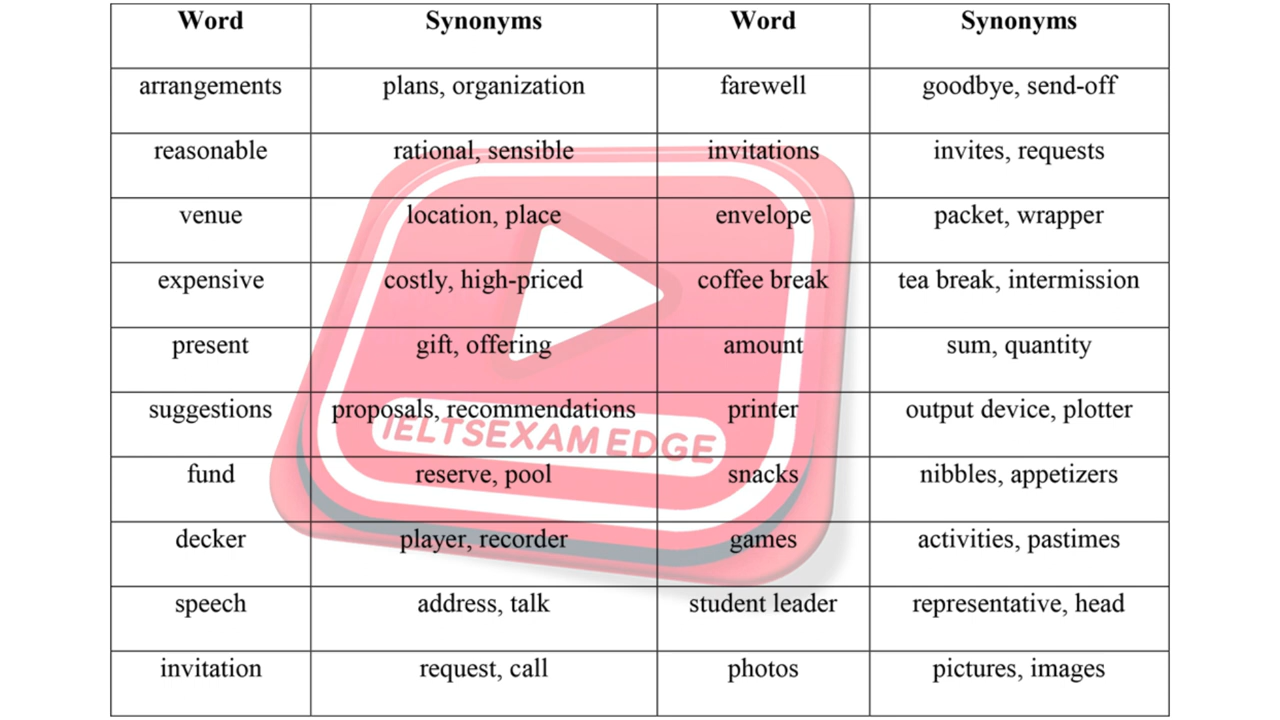 Word Synonyms Word Synonyms
arrangements plans, organization farewell goodbye, send-off
reasonable rational, sensible invitations invites, requests
venue location, place envelope packet, wrapper
expensive costly, high-priced coffee break tea break, intermission
present gift, offering amount sum, quantity
suggestions proposals, recommendations printer output device, plotter
IELTSEXAMEDGE
fund reserve, pool snacks nibbles, appetizers
decker player, recorder games activities, pastimes
speech address, talk student leader representative, head
invitation request, call photos pictures, images